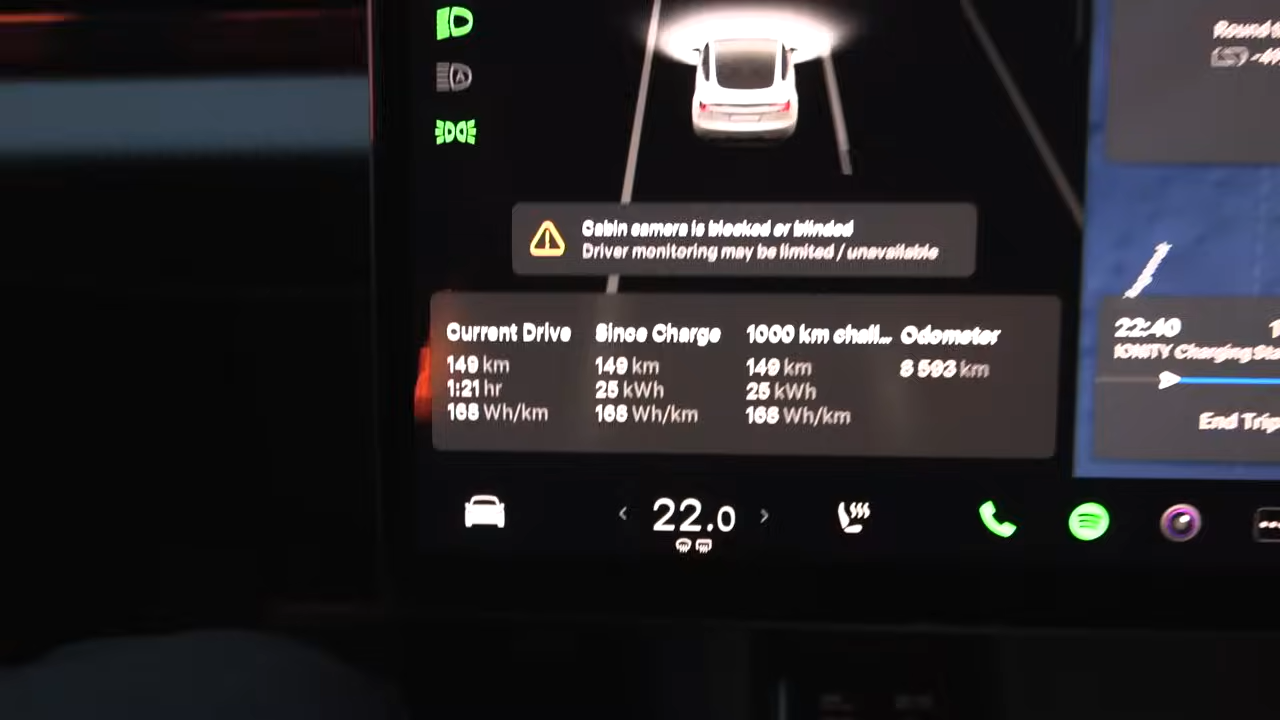 Cabin camera is blocked or blinded
Driver monitoring may be limited / unavailable
Current Drive
149 km
1:21 hr
168 Wh/km
Since Charge
149 km
25 kWh
168 Wh/km
1000 km chall...
149 km
25 kWh
168 Wh/km
Odometer
8 593 km
Round
22:40
IONITY Charging
End Trip
22.0